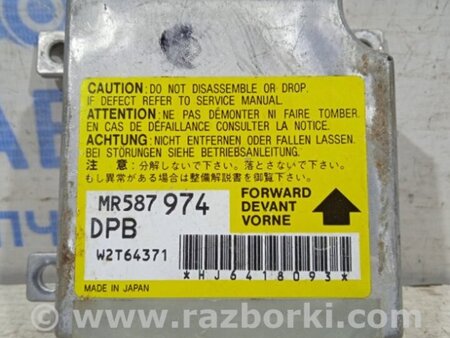 CAUTION: DO NOT DISASSEMBLE OR DROP.
IF DEFECT REFER TO SERVICE MANUAL.
ATTENTION: NE PAS DÉMONTER NI FAIRE TOMBER.
EN CAS DE DÉFAILLANCE CONSULTER LA NOTICE.
ACHTUNG: NICHT ENTFERNEN ODER FALLEN LASSEN.
BEI STÖRUNGEN SIEHE BETRIEBSANLEITUNG.
注 意 : 分解しないで下さい。落とさないで下さい。
もし異常がある場合は整備解説書を御覧下さい。
MR587 974
DPB
W2T64371
FORWARD
DEVANT
VORNE
*HJ6418093*
MADE IN JAPAN
www.razborki.com